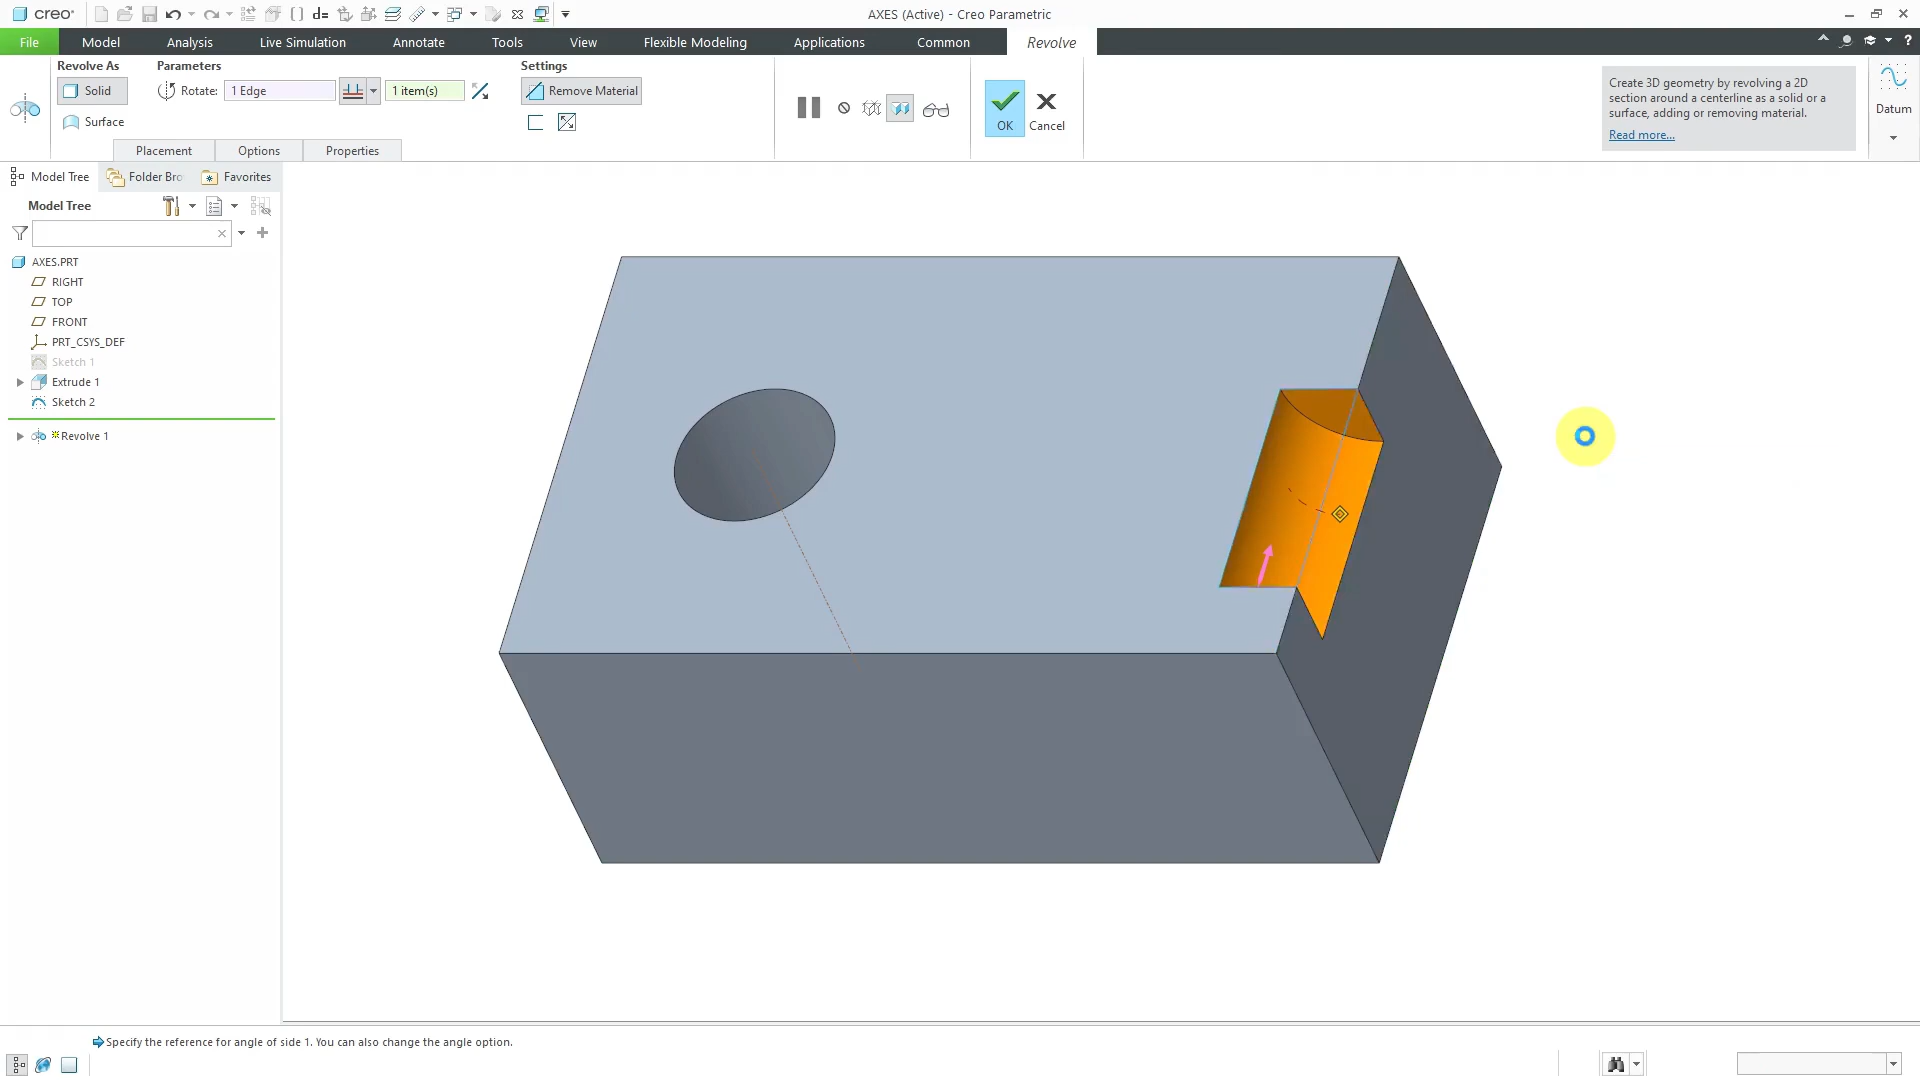 creo
AXES (Active) - Creo Parametric
File Model Analysis Live Simulation Annotate Tools View Flexible Modeling Applications Common Revolve
Revolve As Parameters Settings
Solid Rotate: 1 Edge 1 item(s) Remove Material
Surface
OK Cancel
Placement Options Properties
Create 3D geometry by revolving a 2D
section around a centerline as a solid or a
surface, adding or removing material.
Read more...
Datum
Model Tree Folder Bro Favorites
Model Tree
AXES.PRT
RIGHT
TOP
FRONT
PRT_CSYS_DEF
Sketch 1
Extrude 1
Sketch 2
Revolve 1
Specify the reference for angle of side 1. You can also change the angle option.